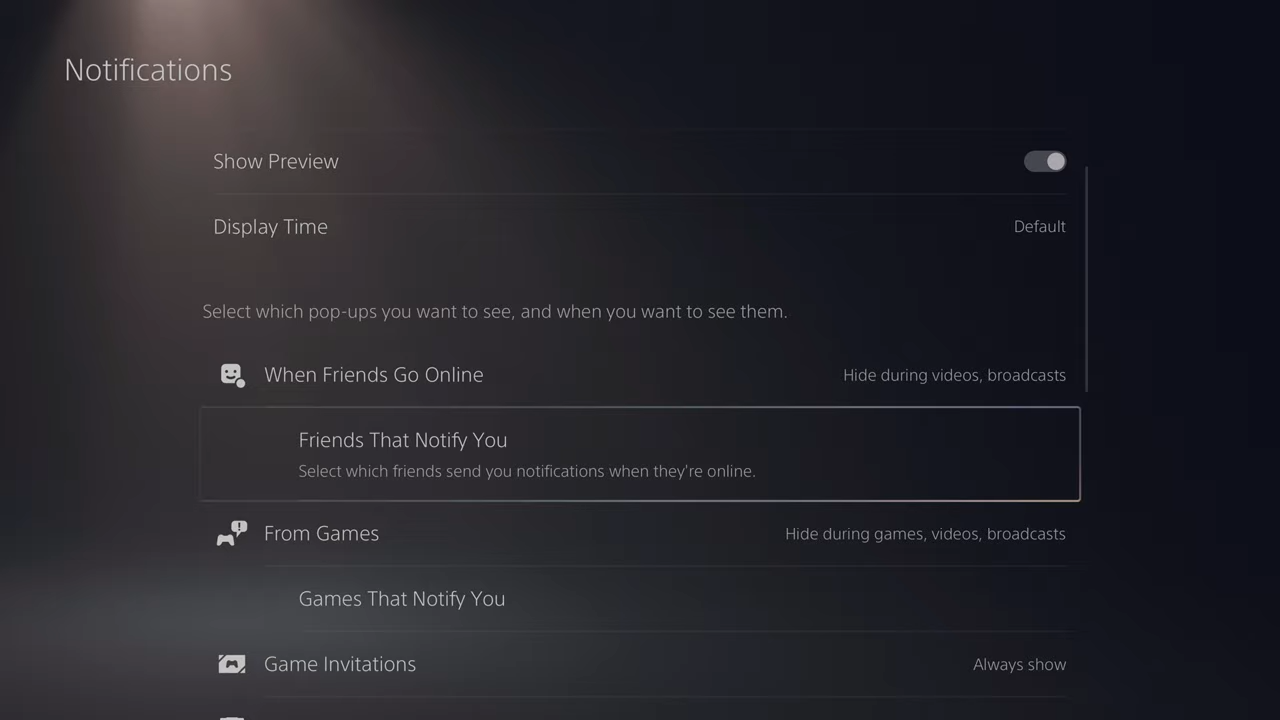 Notifications
Show Preview
Display Time Default
Select which pop-ups you want to see, and when you want to see them.
When Friends Go Online Hide during videos, broadcasts
Friends That Notify You
Select which friends send you notifications when they're online.
From Games Hide during games, videos, broadcasts
Games That Notify You
Game Invitations Always show